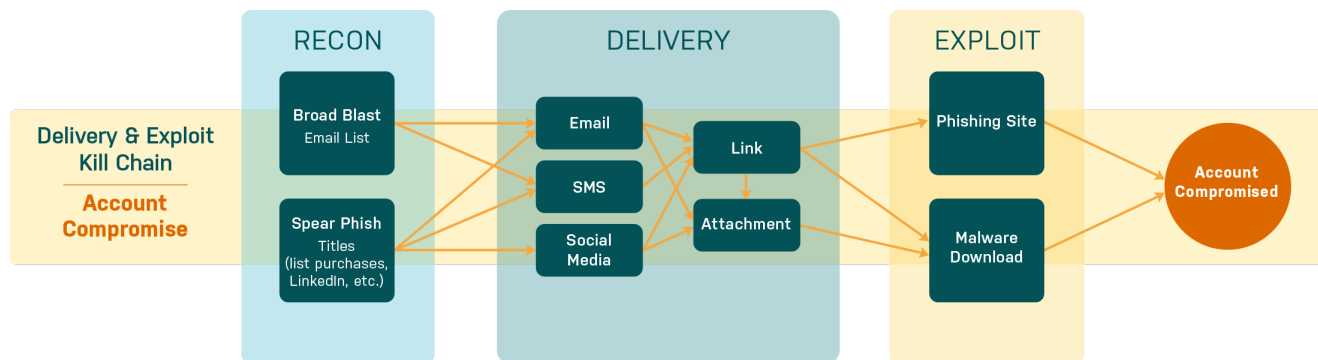 Delivery & Exploit
Kill Chain
Account
Compromise
RECON
Broad Blast
Email List
Spear Phish
Titles
(list purchases,
LinkedIn, etc.)
DELIVERY
Email
SMS
Social
Media
Link
Attachment
EXPLOIT
Phishing Site
Malware
Download
Account
Compromised